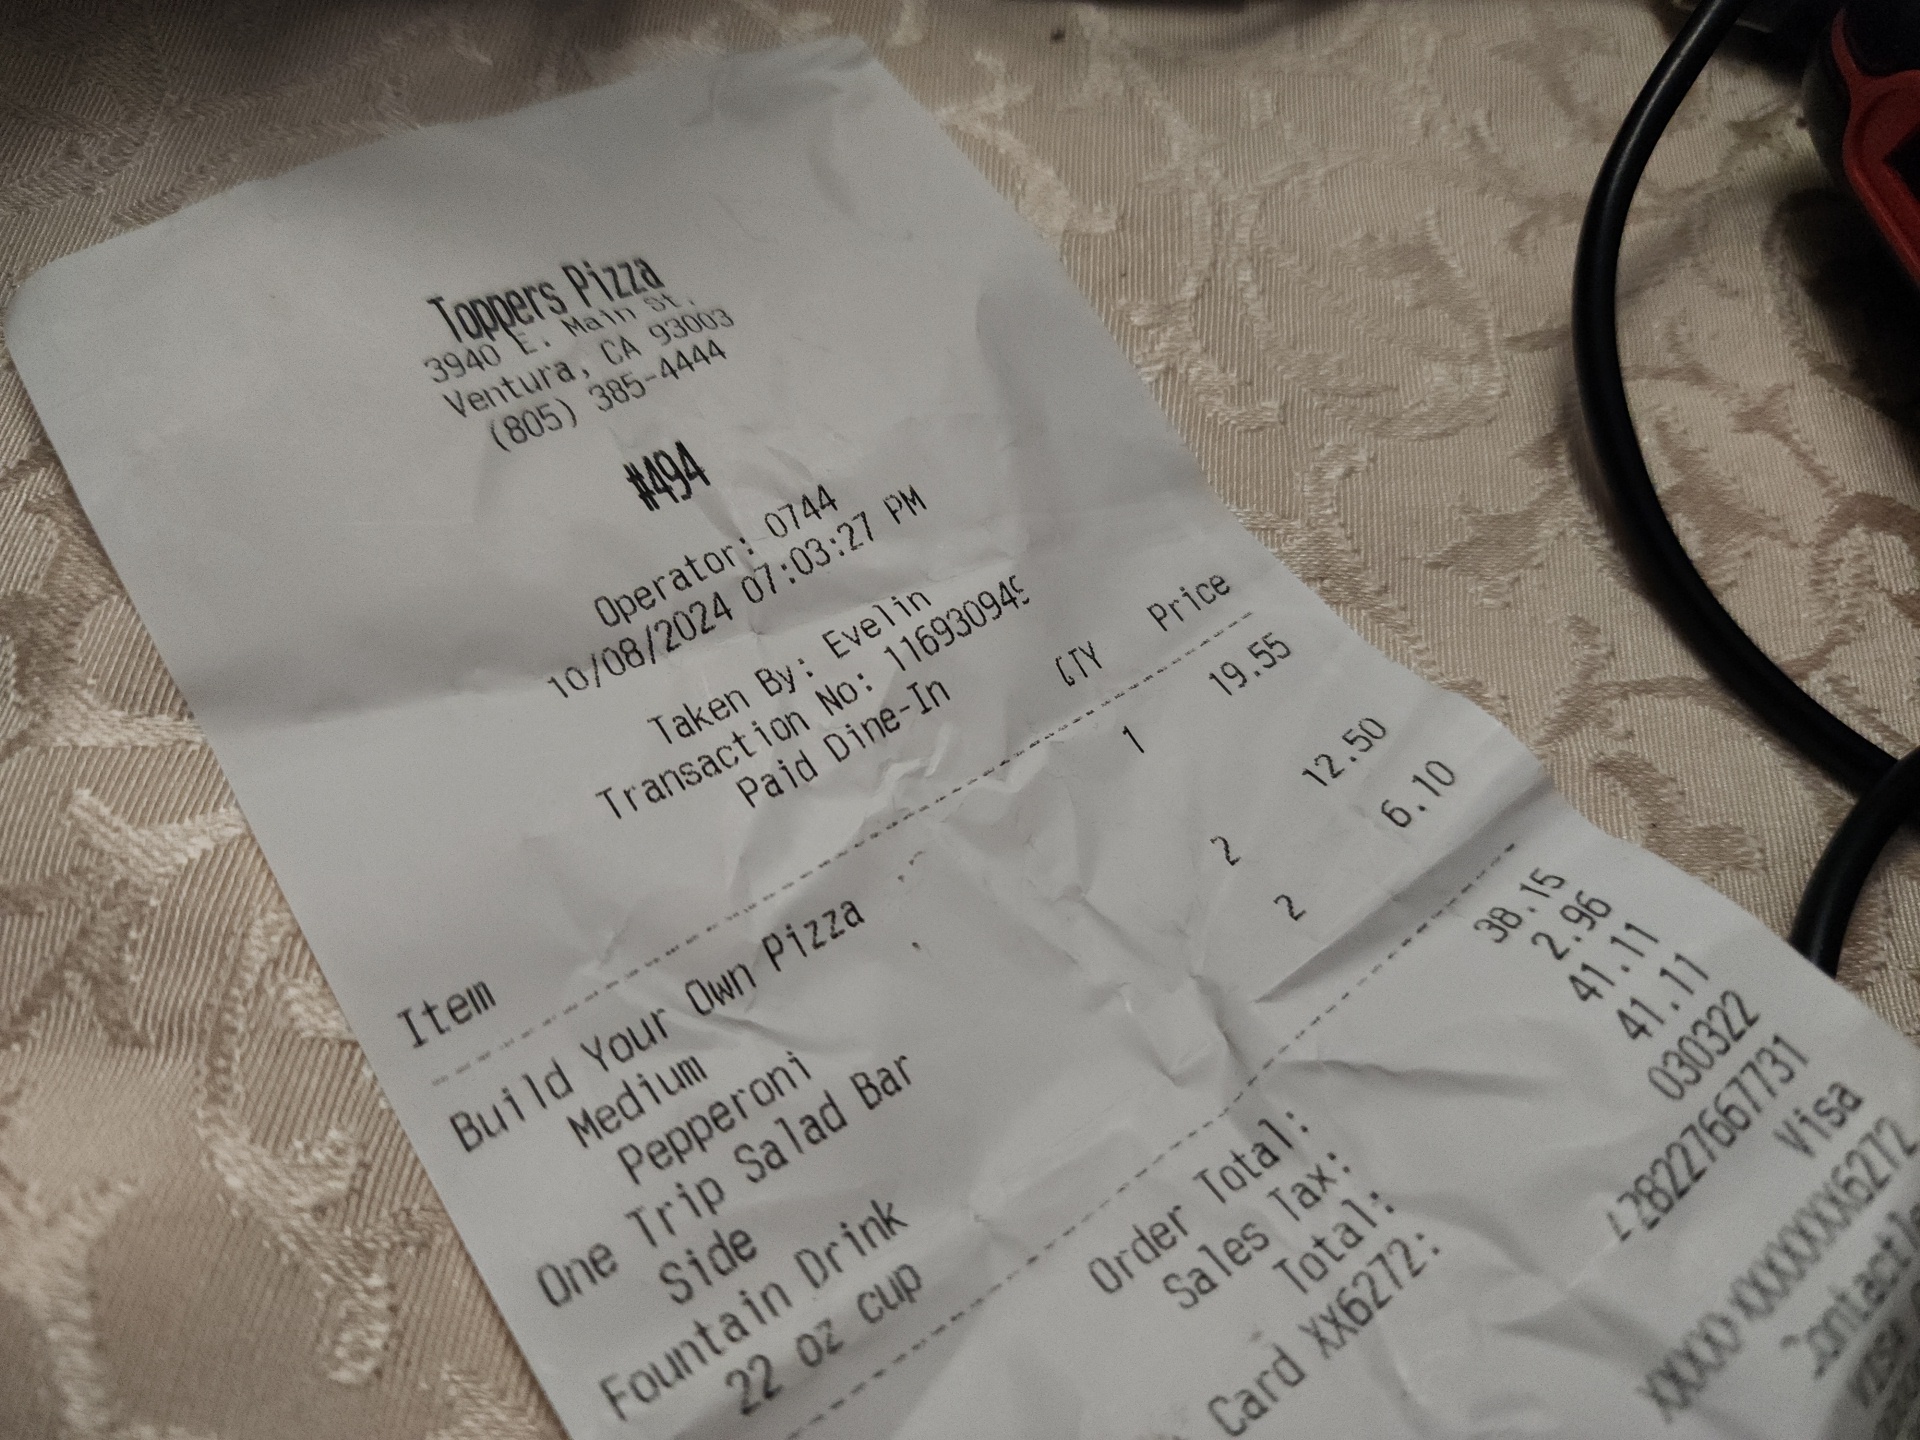 Toppers Pizza
3940 E. Main St.
Ventura, CA 93003
(805) 385-4444
#494
Operator: 0744
10/08/2024 07:03:27 PM
Taken By: Evelin
Transaction No:
Paid Dine-In
Item QTY Price
Build Your Own Pizza 1 19.55
Medium
Pepperoni
One Trip Salad Bar 2 12.50
Side
Fountain Drink 2 6.10
22 oz cup
Order Total: 38.15
Sales Tax: 2.96
Total: 41.11
Card XX6272: 41.11
030322
Visa